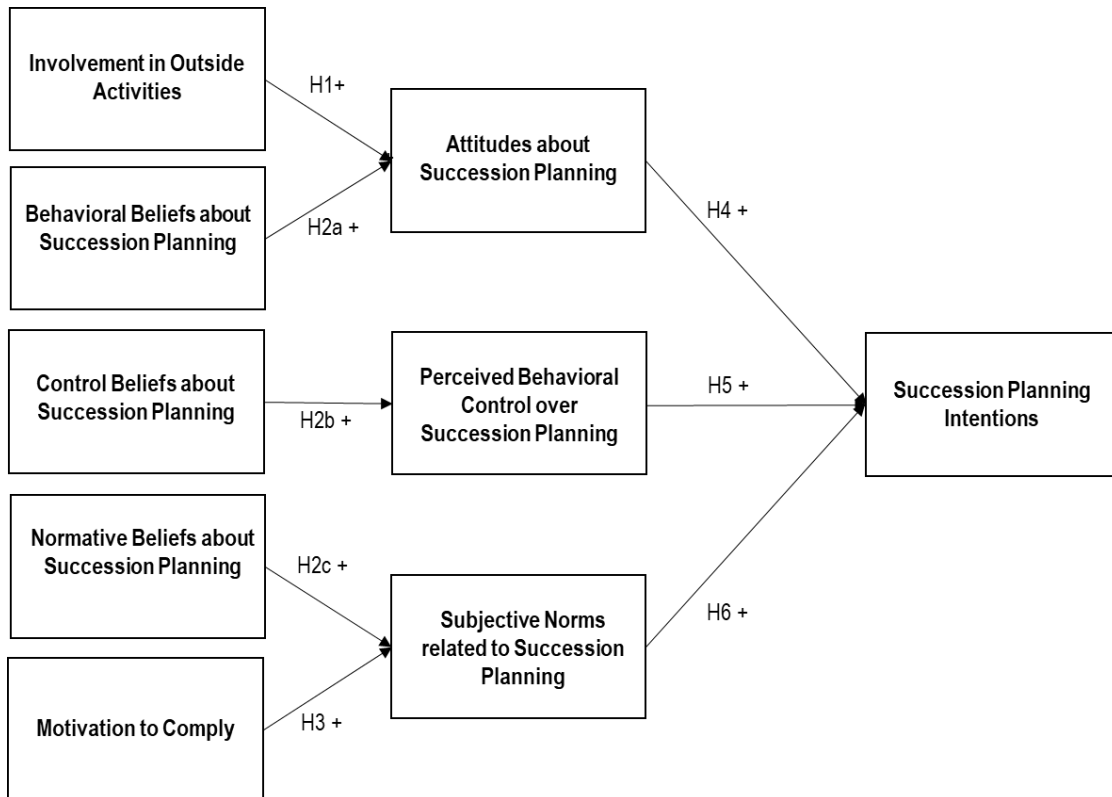 Involvement in Outside
Activities
H1+
Attitudes about
Succession Planning
Behavioral Beliefs about
Succession Planning
H2a +
H4 +
Control Beliefs about
Succession Planning
H2b +
Perceived Behavioral
Control over
Succession Planning
H5 +
Succession Planning
Intentions
Normative Beliefs about
Succession Planning
H2c +
Subjective Norms
related to Succession
Planning
H6 +
Motivation to Comply
H3 +